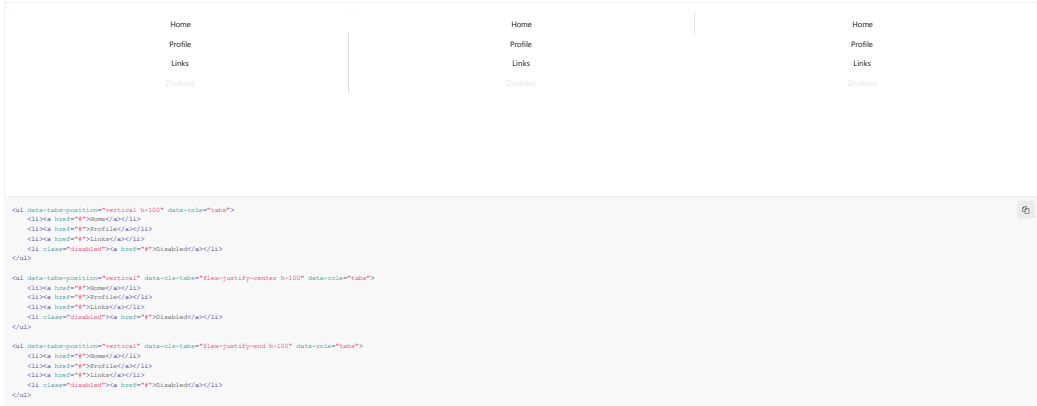 Home Home Home
Profile Profile Profile
Links Links Links
Disabled Disabled Disabled
<ul data-tabs-position="vertical h-100" data-role="tabs">
    <li><a href="#">Home</a></li>
    <li><a href="#">Profile</a></li>
    <li><a href="#">Links</a></li>
    <li class="disabled"><a href="#">Disabled</a></li>
</ul>
<ul data-tabs-position="vertical" data-cls-tabs="flex-justify-center h-100" data-role="tabs">
    <li><a href="#">Home</a></li>
    <li><a href="#">Profile</a></li>
    <li><a href="#">Links</a></li>
    <li class="disabled"><a href="#">Disabled</a></li>
</ul>
<ul data-tabs-position="vertical" data-cls-tabs="flex-justify-end h-100" data-role="tabs">
    <li><a href="#">Home</a></li>
    <li><a href="#">Profile</a></li>
    <li><a href="#">Links</a></li>
    <li class="disabled"><a href="#">Disabled</a></li>
</ul>